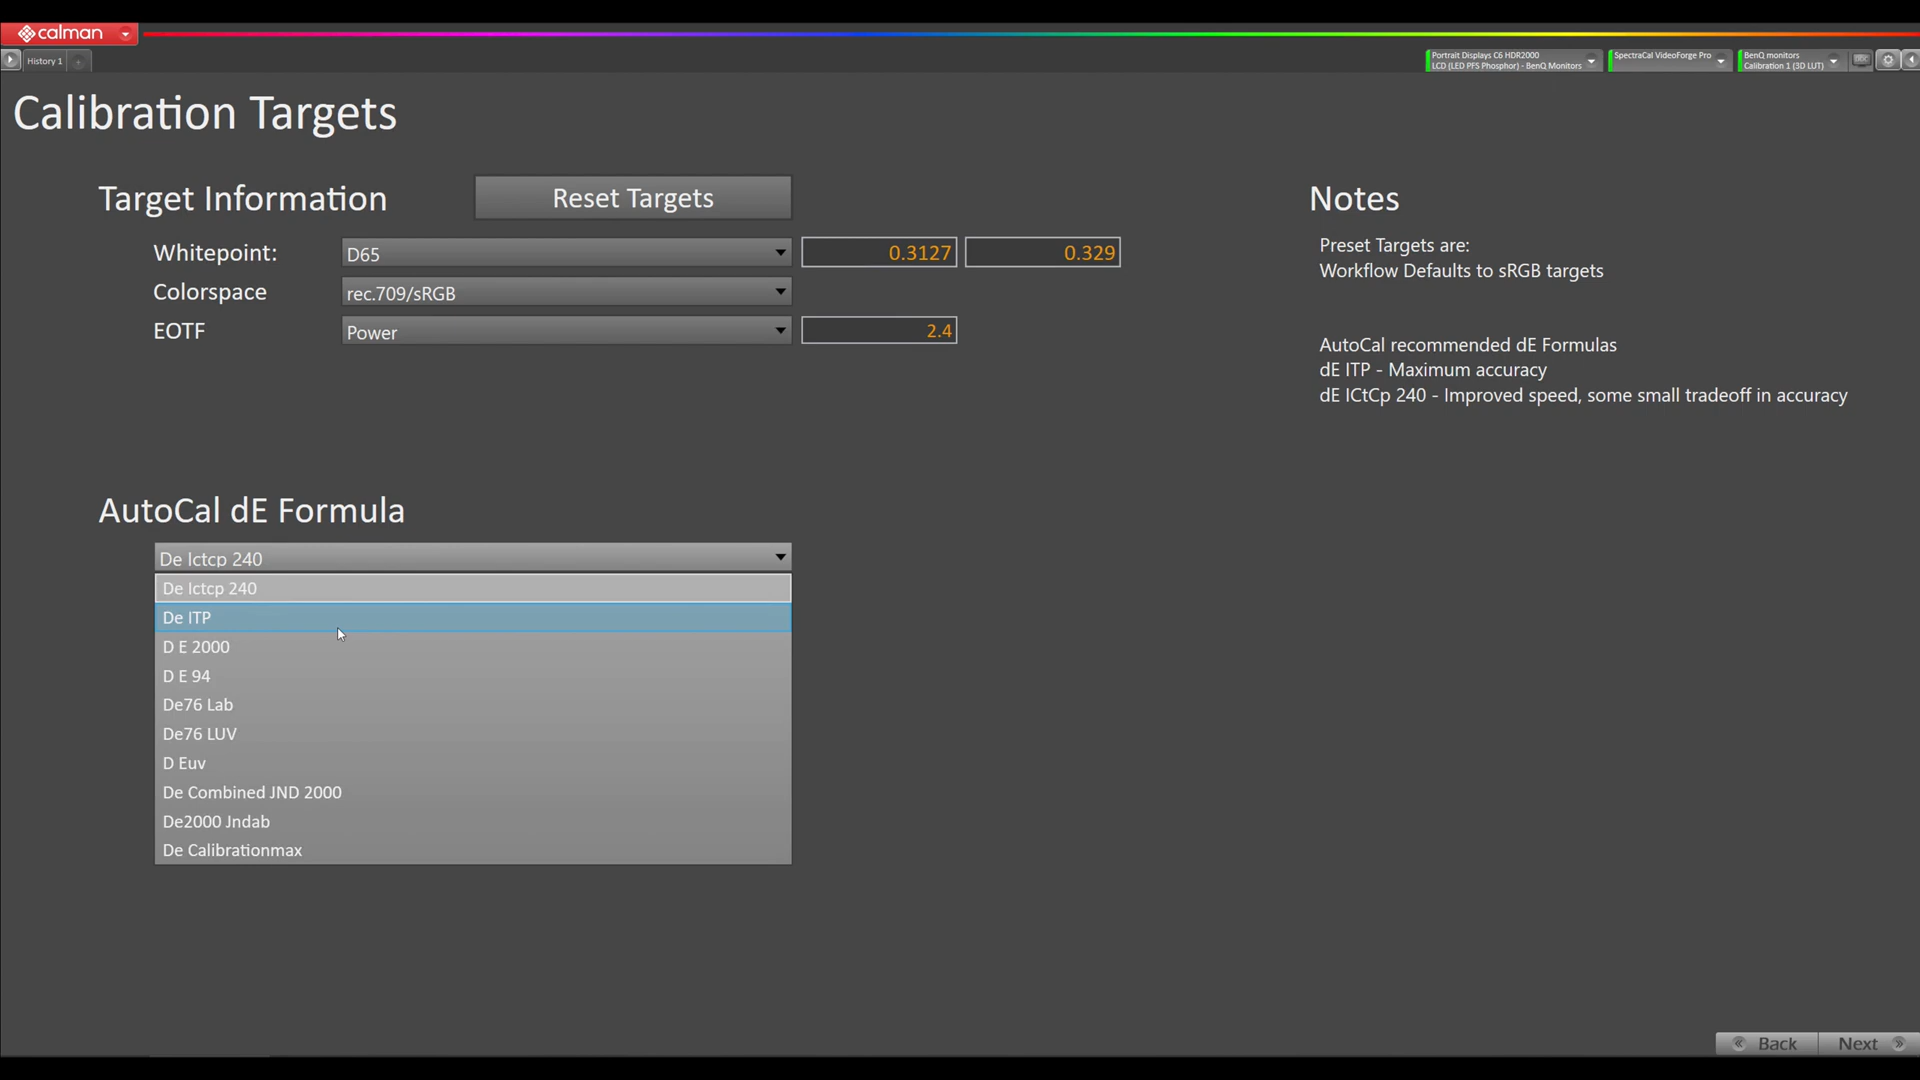 calman
History 1
Portrait Displays C6 HDR2000
LCD (LED PFS Phosphor) - BenQ Monitors
SpectraCal VideoForge Pro
BenQ monitors
Calibration 1 (3D LUT)
Calibration Targets
Target Information
Reset Targets
Whitepoint:
D65
0.3127
0.329
Colorspace
rec.709/sRGB
EOTF
Power
2.4
Notes
Preset Targets are:
Workflow Defaults to sRGB targets
AutoCal recommended dE Formulas
dE ITP - Maximum accuracy
dE ICtCp 240 - Improved speed, some small tradeoff in accuracy
AutoCal dE Formula
De Ictcp 240
De Ictcp 240
De ITP
D E 2000
D E 94
De76 Lab
De76 LUV
D Euv
De Combined JND 2000
De2000 Jndab
De Calibrationmax
Back
Next